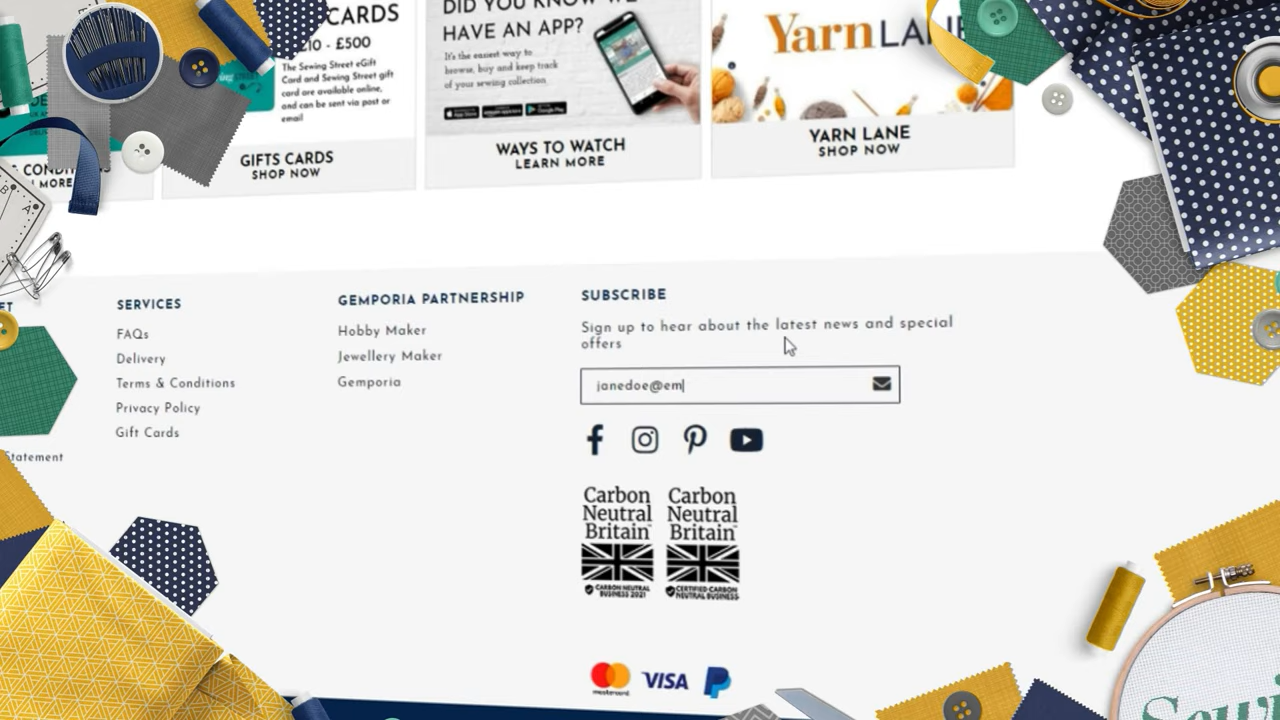 CARDS
£10 - £500
The Sewing Street eGift
Card and Sewing Street gift
card are available online,
and can be sent via post or
email
GIFTS CARDS
SHOP NOW
DID YOU KNOW WE
HAVE AN APP?
It's the easiest way to
browse, buy and keep track
of your sewing collection
WAYS TO WATCH
LEARN MORE
Yarn LANE
YARN LANE
SHOP NOW
MORE
SERVICES
FAQs
Delivery
Terms & Conditions
Privacy Policy
Gift Cards
Statement
GEMPORIA PARTNERSHIP
Hobby Maker
Jewellery Maker
Gemporia
SUBSCRIBE
Sign up to hear about the latest news and special
offers
janedoe@em
Carbon
Neutral
Britain
CARBON NEUTRAL
BUSINESS 2021
Carbon
Neutral
Britain
CERTIFIED CARBON
NEUTRAL BUSINESS
mastercard
VISA
Sewi